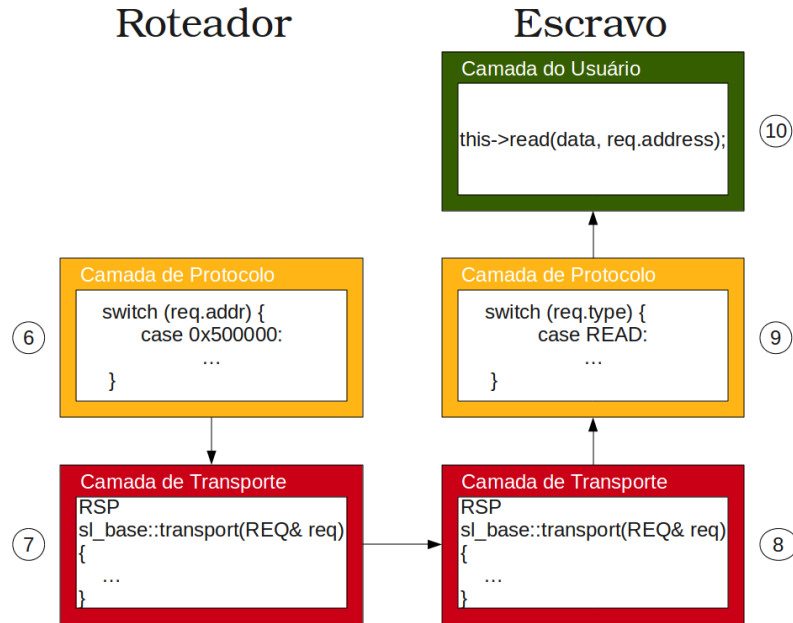 Roteador
Escravo
Camada do Usuário
this->read(data, req.address);
10
Camada de Protocolo
switch (req.addr) {
case 0x500000:
...
}
6
Camada de Protocolo
switch (req.type) {
case READ:
...
}
9
Camada de Transporte
RSP
sl_base::transport(REQ& req)
{
...
}
7
Camada de Transporte
RSP
sl_base::transport(REQ& req)
{
...
}
8